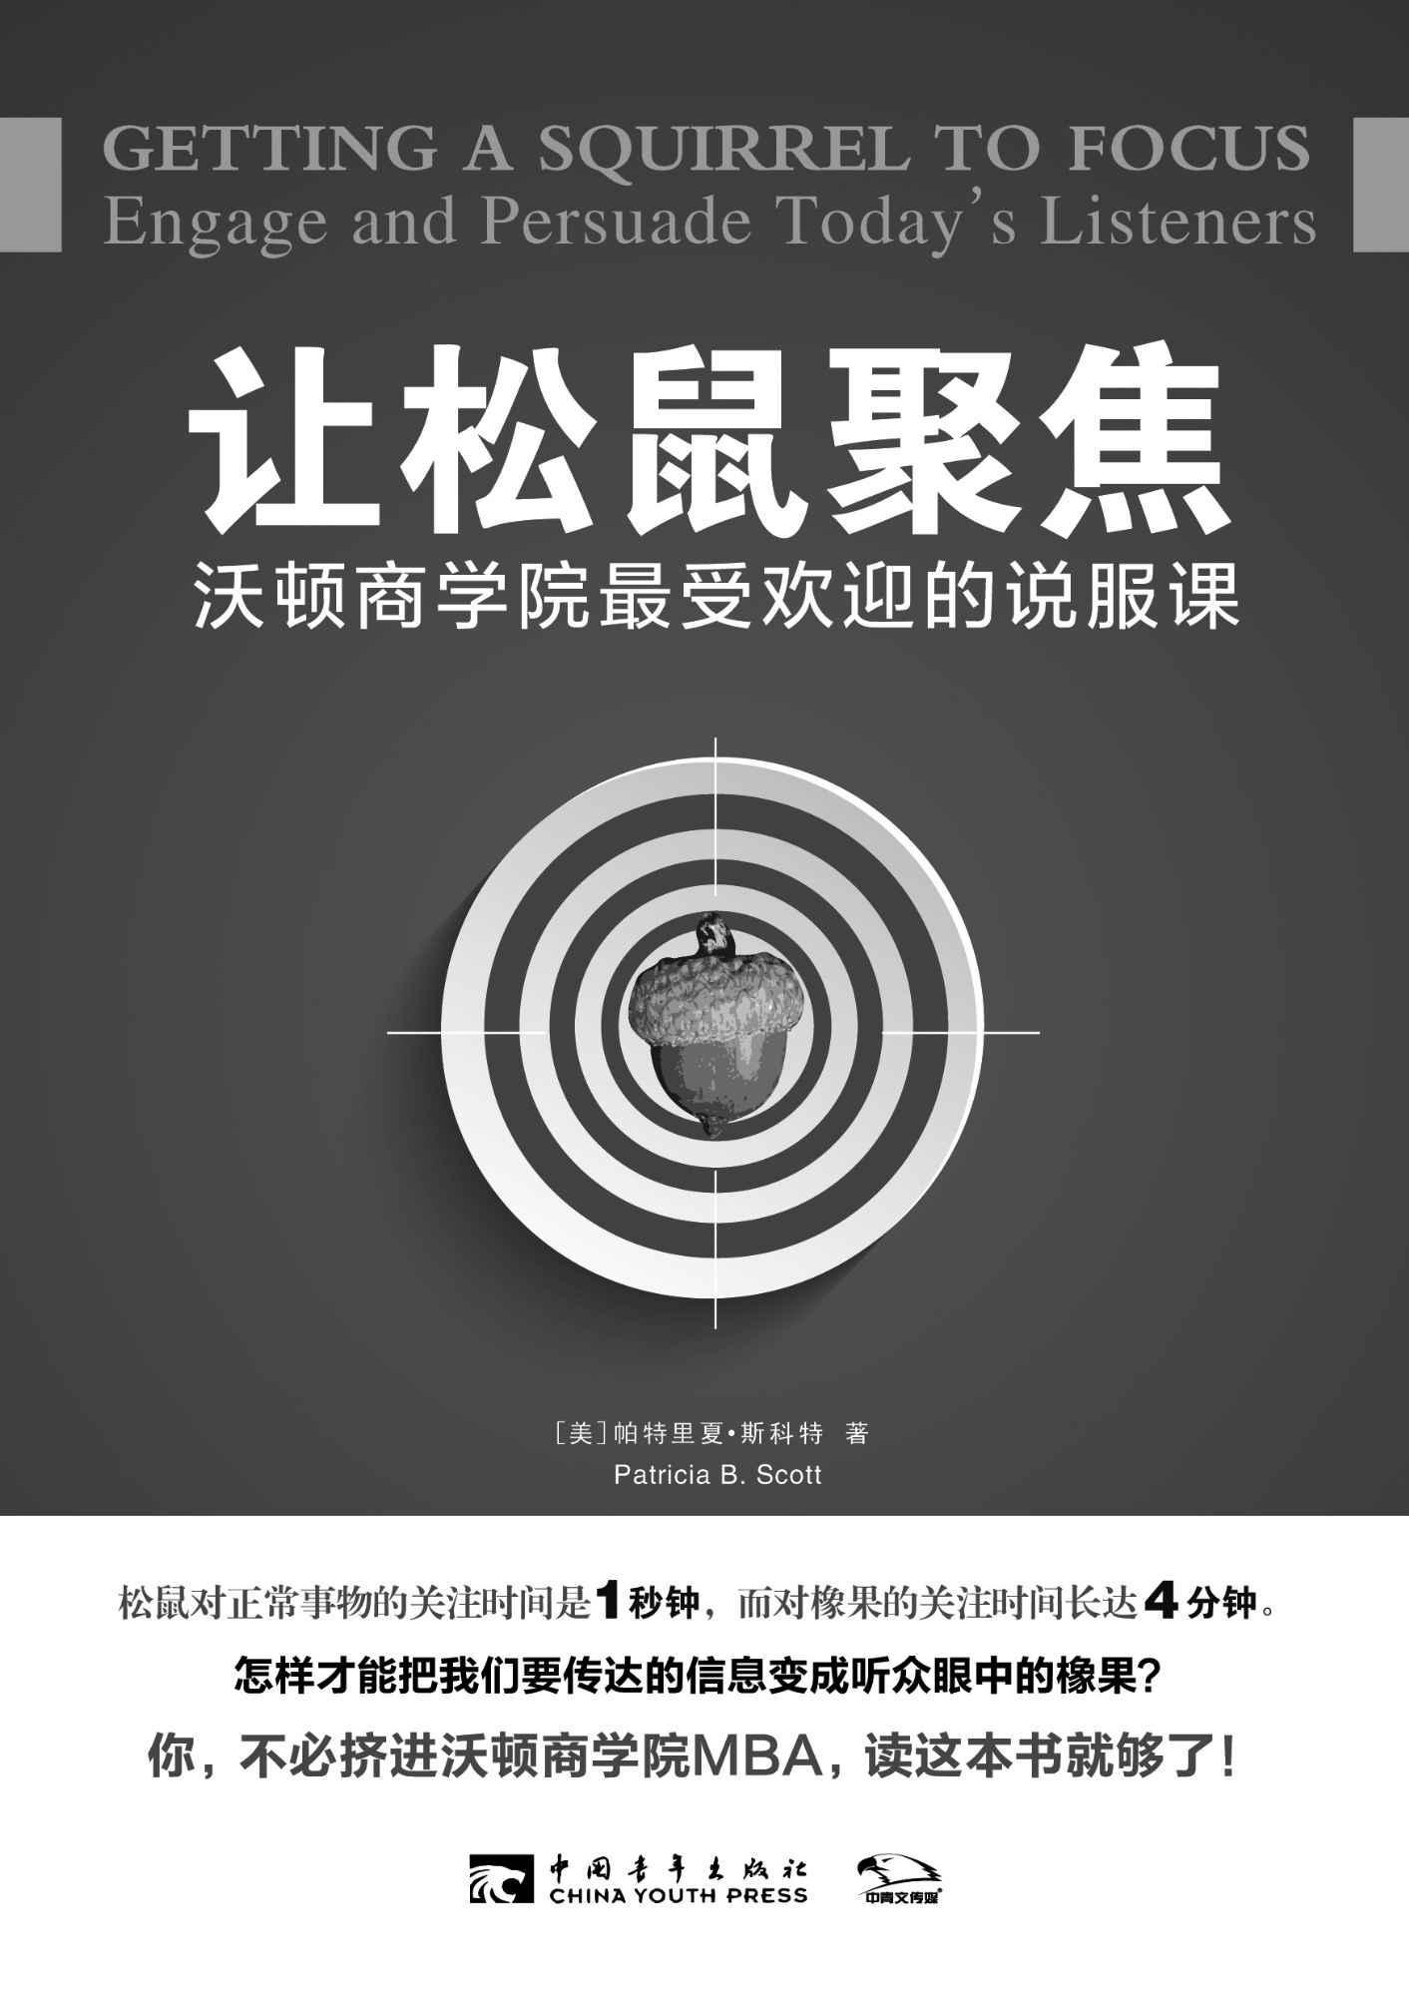 GETTING A SQUIRREL TO FOCUS
Engage and Persuade Today's Listeners
让松鼠聚焦
沃顿商学院最受欢迎的说服课
[美]帕特里夏•斯科特 著
Patricia B. Scott
松鼠对正常事物的关注时间是1秒钟，而对橡果的关注时间长达4分钟。
怎样才能把我们要传达的信息变成听众眼中的橡果？
你，不必挤进沃顿商学院MBA，读这本书就够了！
中国青年出版社
CHINA YOUTH PRESS
中青文传媒